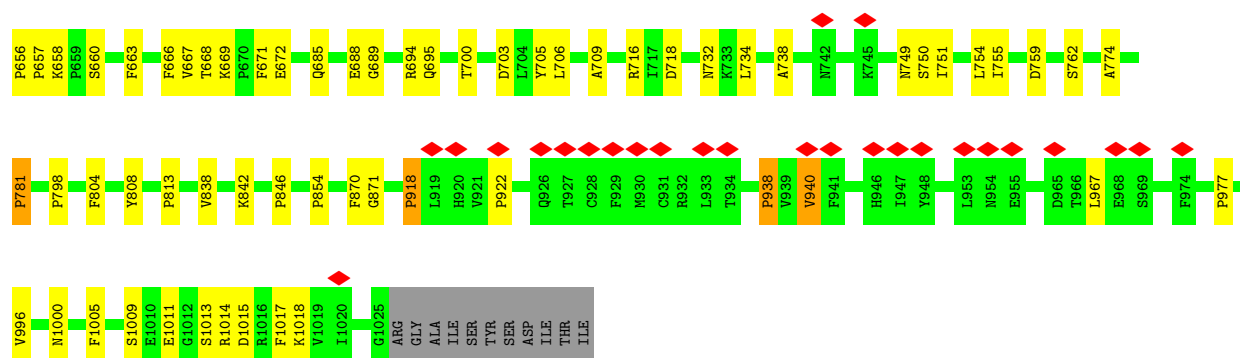 P656 P657 K658 P659 S660 F663 F666 V667 T668 K669 P670 F671 E672 Q685 E688 G689 R694 Q695 T700 D703 L704 Y705 L706 A709 R716 I717 D718 N732 K733 L734 A738 N742 K745 N749 S750 I751 L754 I755 D759 S762 A774
P781 P798 F804 Y808 P813 V838 K842 P846 P854 F870 G871 P918 L919 H920 V921 P922 Q926 T927 C928 F929 M930 C931 R932 L933 T934 P938 V939 V940 F941 H946 I947 Y948 L953 N954 E955 D965 T966 L967 E968 S969 F974 P977
V996 N1000 F1005 S1009 E1010 E1011 G1012 S1013 R1014 D1015 R1016 F1017 K1018 V1019 I1020 G1025 ARG GLY ALA ILE SER TYR SER ASP ILE THR ILE